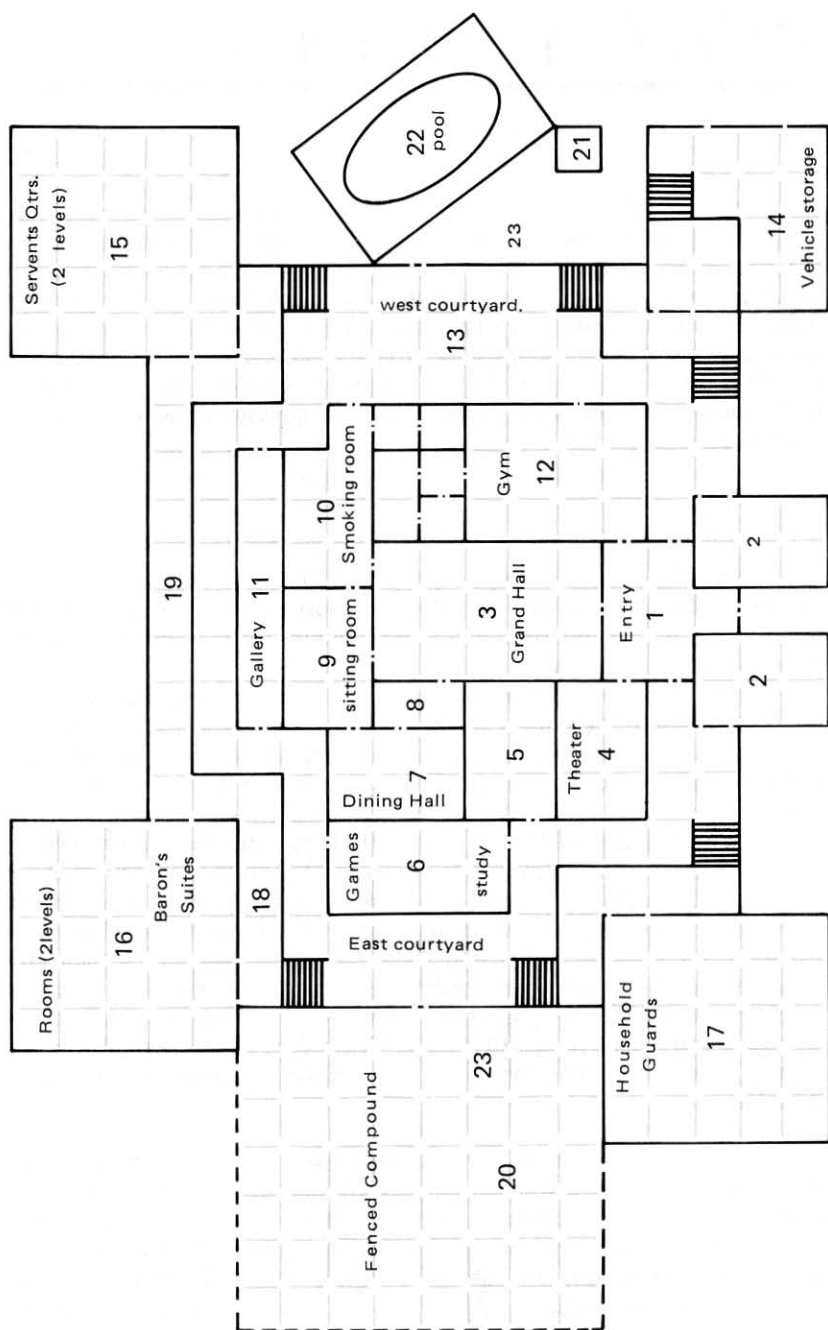 Rooms (2 levels)
16
Baron's
Suites
Servents Qtrs.
(2 levels)
15
19
18
Gallery 11
Fenced Compound
20
23
East courtyard
Games
6
study
Dining Hall
7
8
9
sitting room
10
Smoking room
5
Theater
4
3
Grand Hall
Gym
12
west courtyard.
13
22
pool
21
23
Entry
1
2
2
Household
Guards
17
14
Vehicle storage